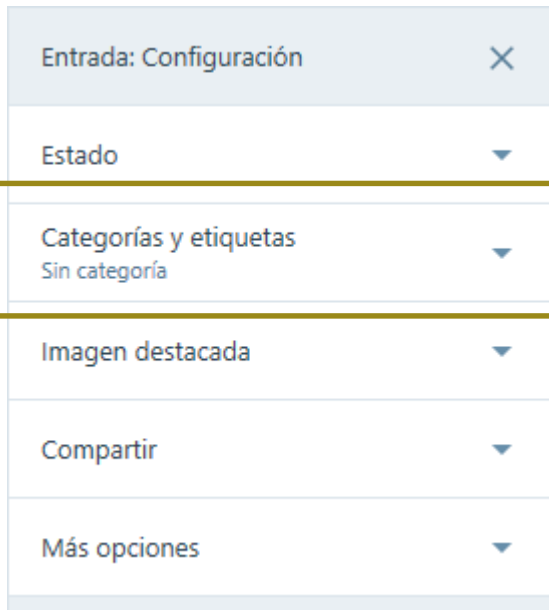 Entrada: Configuración
Estado
Categorías y etiquetas
Sin categoría
Imagen destacada
Compartir
Más opciones